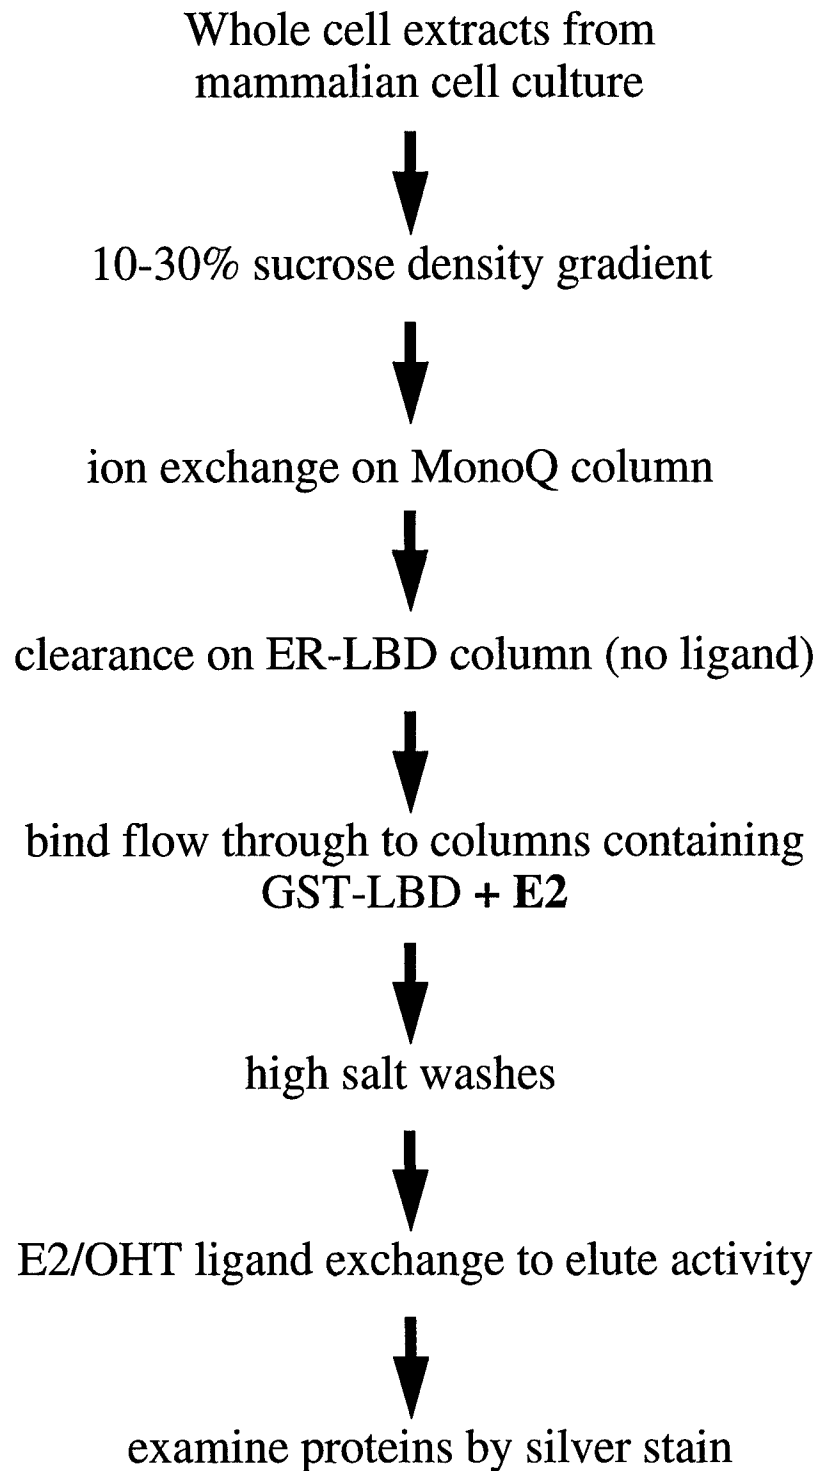 Whole cell extracts from
mammalian cell culture
10-30% sucrose density gradient
ion exchange on MonoQ column
clearance on ER-LBD column (no ligand)
bind flow through to columns containing
GST-LBD + E2
high salt washes
E2/OHT ligand exchange to elute activity
examine proteins by silver stain